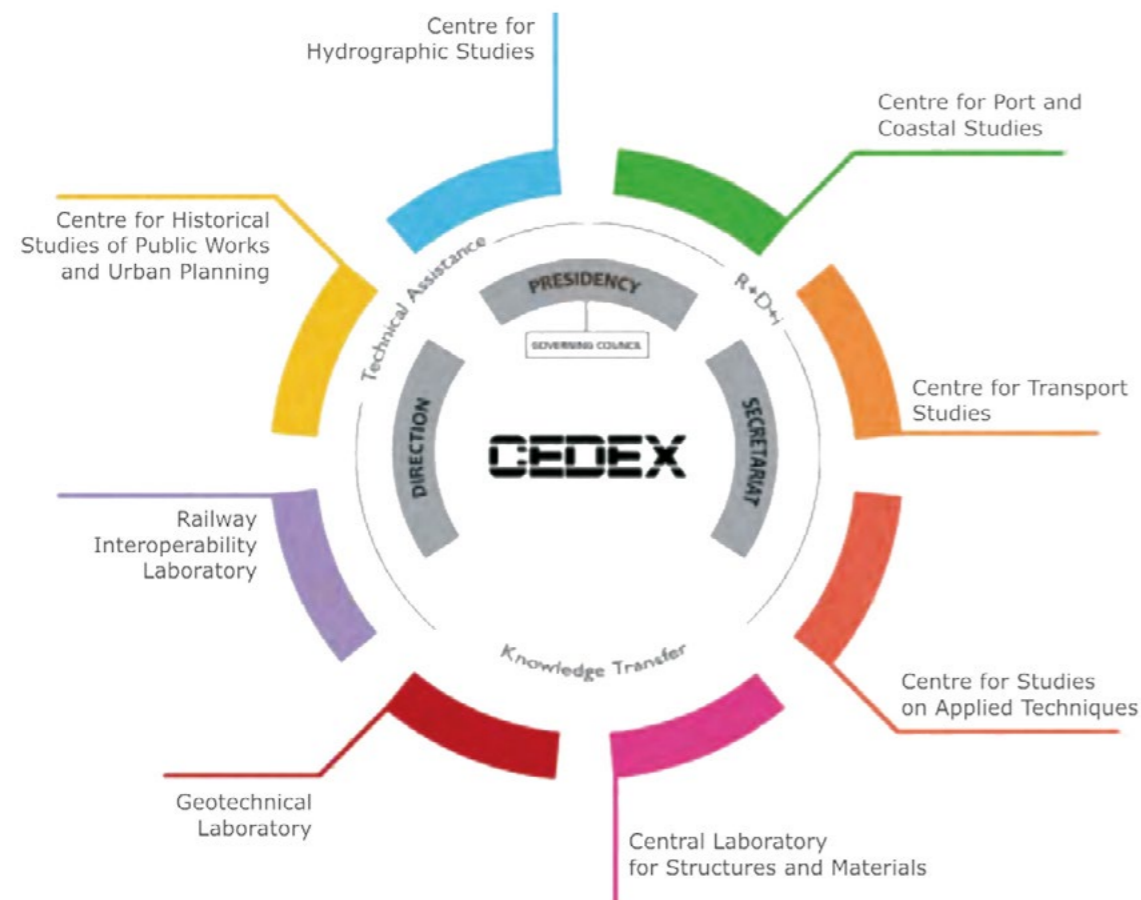 Centre for
Hydrographic Studies
Centre for Port and
Coastal Studies
Centre for Historical
Studies of Public Works
and Urban Planning
Technical Assistance
R+D+i
PRESIDENCY
GOVERNING COUNCIL
DIRECTION
SECRETARIAT
CEDEX
Centre for Transport
Studies
Railway
Interoperability
Laboratory
Knowledge Transfer
Centre for Studies
on Applied Techniques
Geotechnical
Laboratory
Central Laboratory
for Structures and Materials